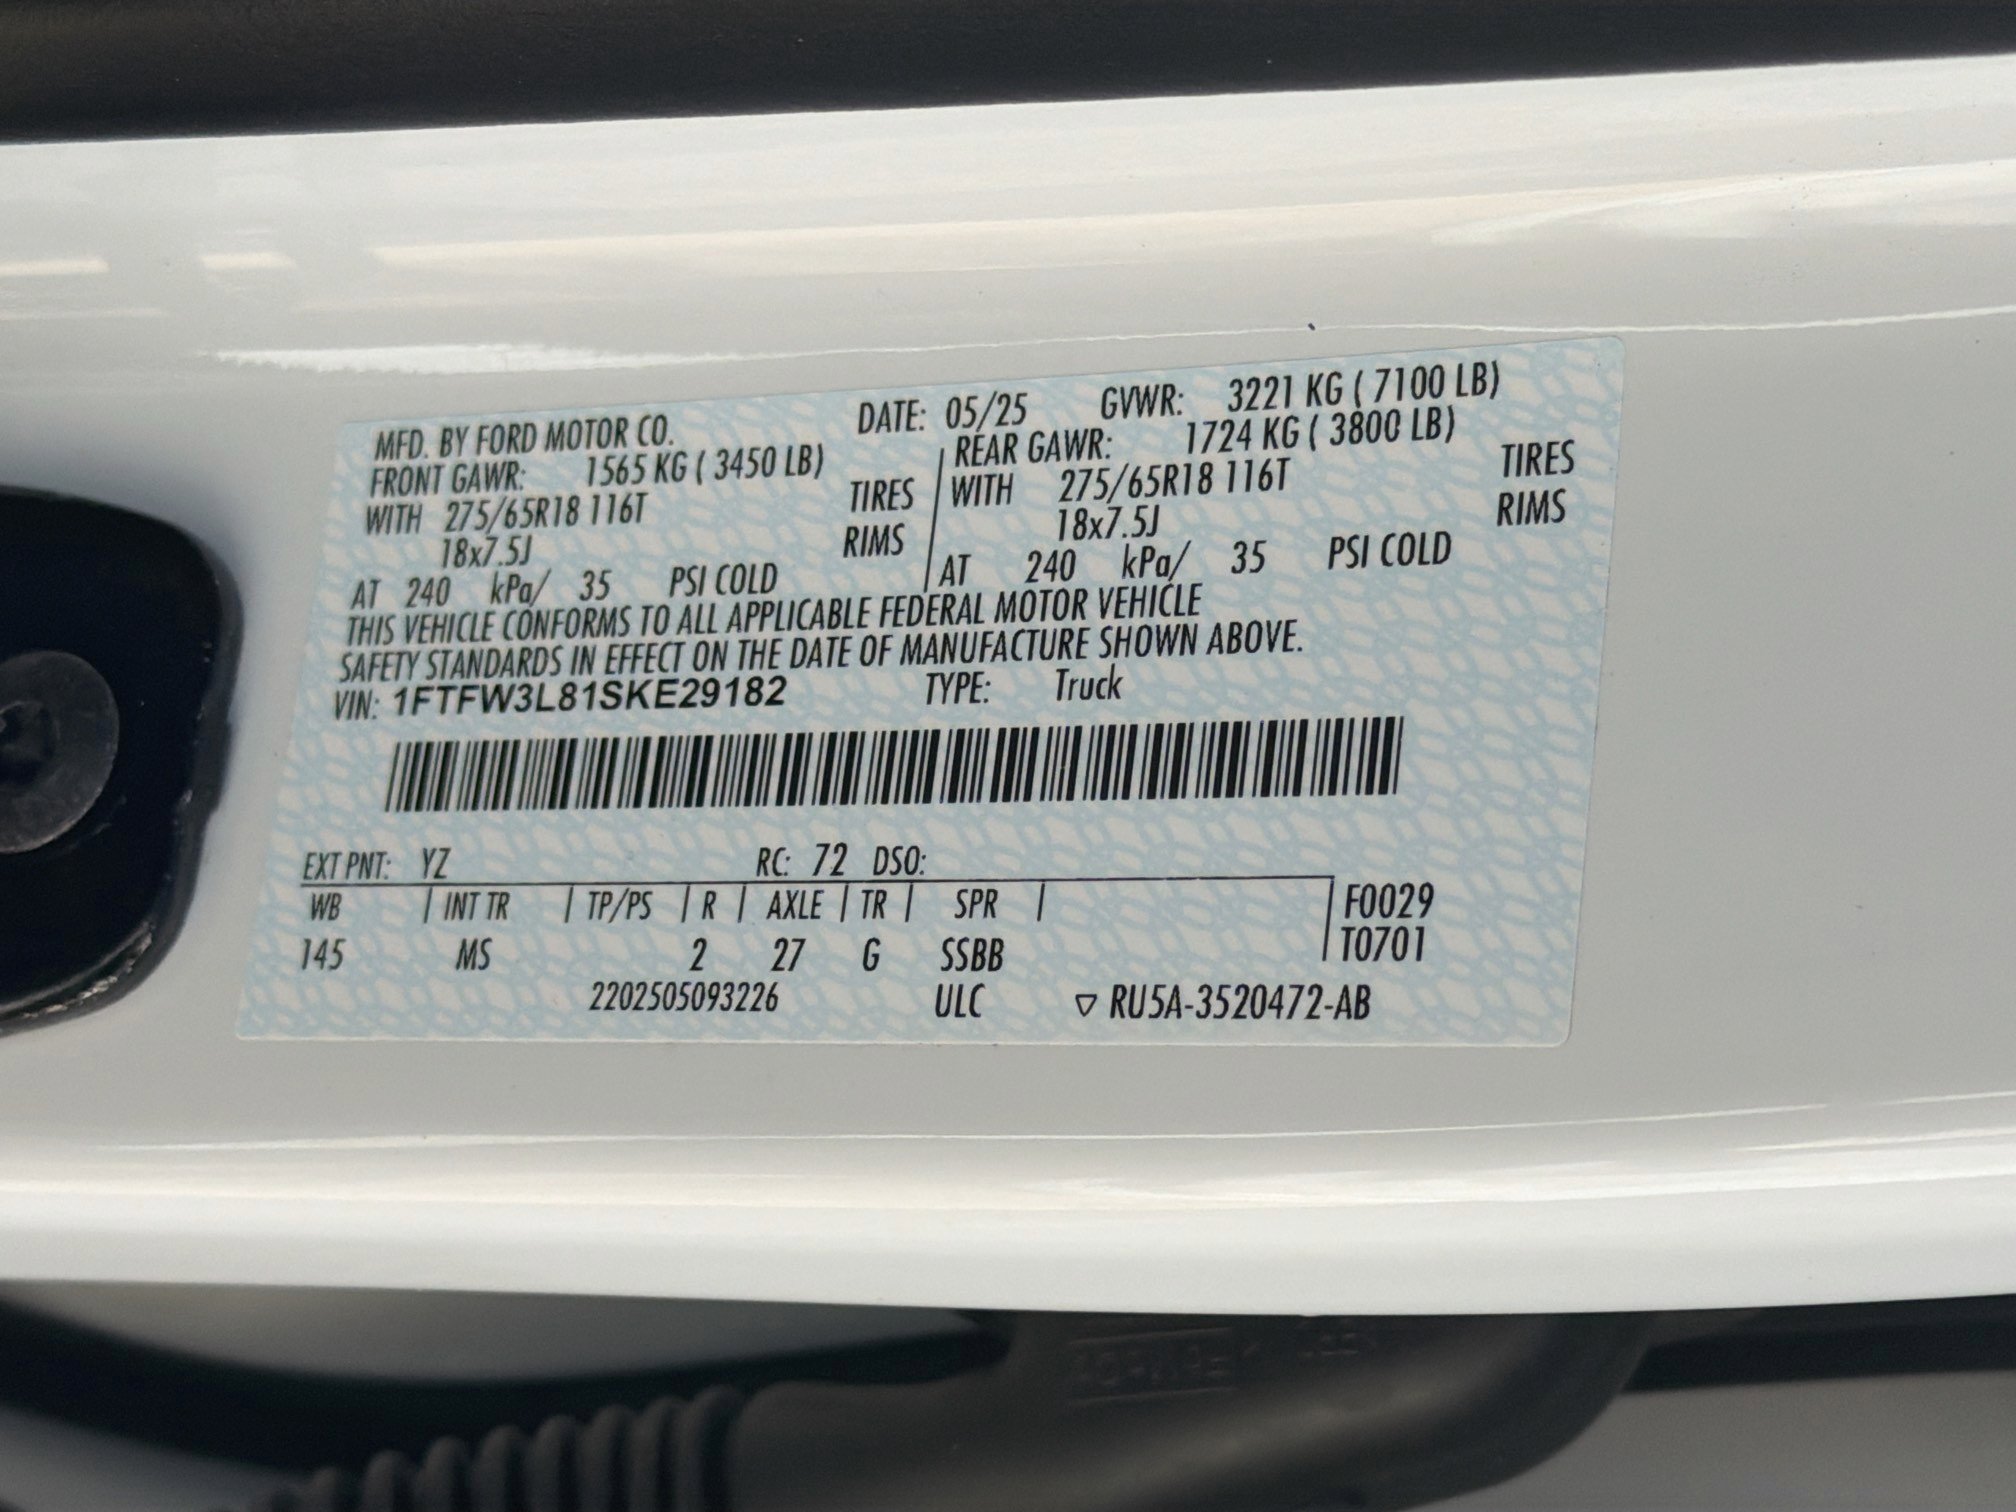 MFD. BY FORD MOTOR CO. DATE: 05/25 GVWR: 3221 KG ( 7100 LB)
FRONT GAWR: 1565 KG ( 3450 LB) REAR GAWR: 1724 KG ( 3800 LB)
WITH 275/65R18 116T TIRES WITH 275/65R18 116T TIRES
18x7.5J RIMS 18x7.5J RIMS
AT 240 kPa/ 35 PSI COLD AT 240 kPa/ 35 PSI COLD
THIS VEHICLE CONFORMS TO ALL APPLICABLE FEDERAL MOTOR VEHICLE
SAFETY STANDARDS IN EFFECT ON THE DATE OF MANUFACTURE SHOWN ABOVE.
VIN: 1FTFW3L81SKE29182 TYPE: Truck
EXT PNT: YZ RC: 72 DSO:
WB | INT TR | TP/PS | R | AXLE | TR | SPR | F0029
145 MS 2 27 G SSBB T0701
2202505093226 ULC ▽ RU5A-3520472-AB